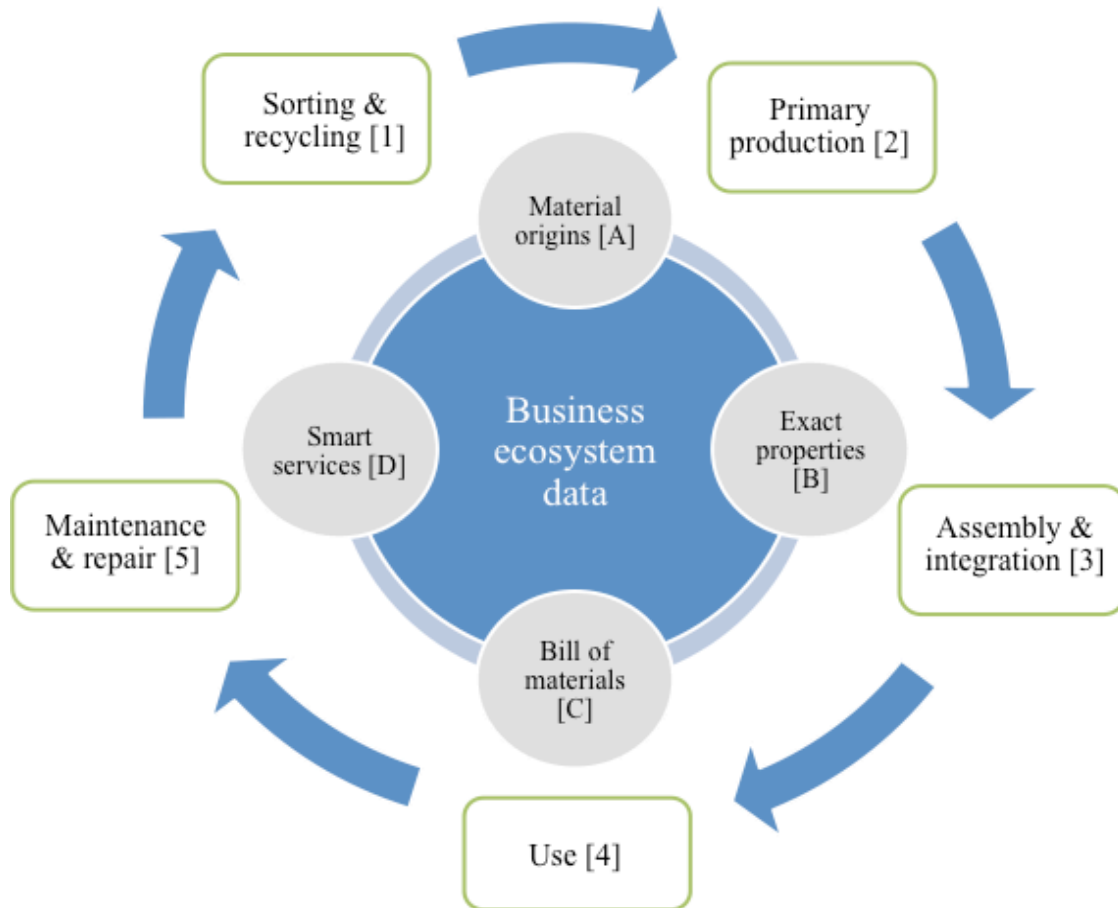 Sorting &
recycling [1]
Primary
production [2]
Material
origins [A]
Business
ecosystem
data
Smart
services [D]
Exact
properties
[B]
Maintenance
& repair [5]
Assembly &
integration [3]
Bill of
materials
[C]
Use [4]